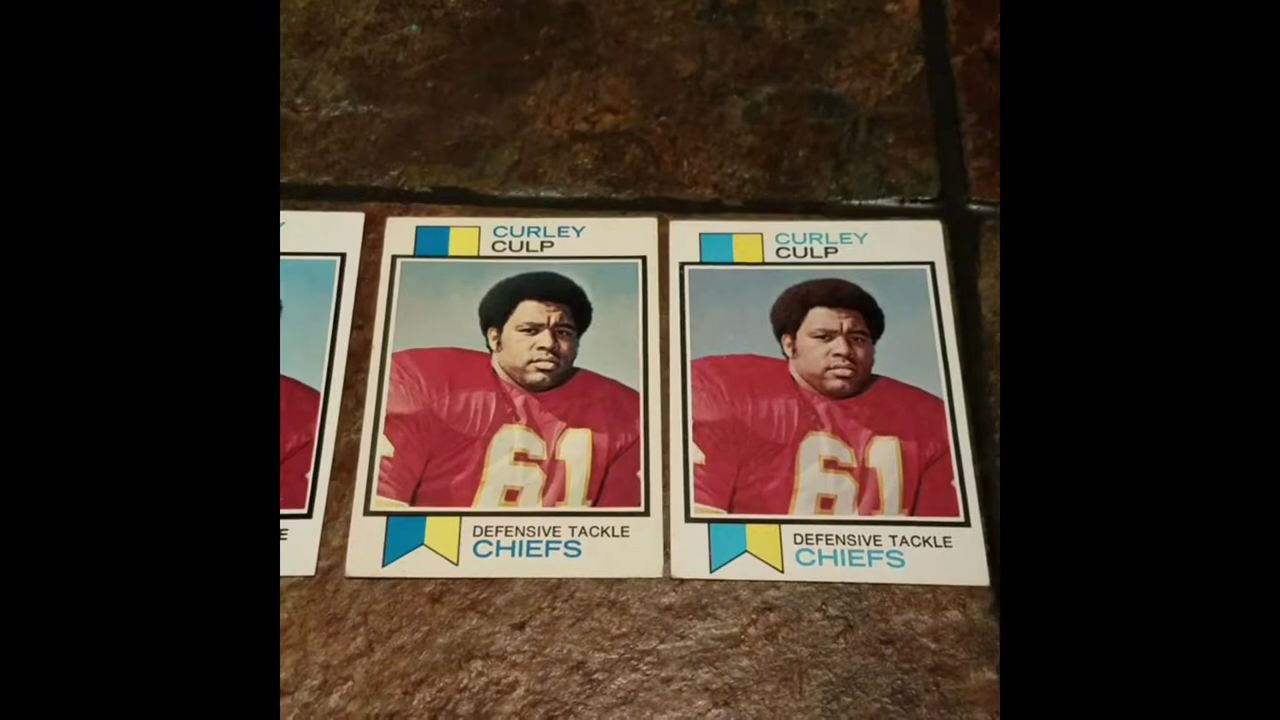 CURLEY
CULP
61
DEFENSIVE TACKLE
CHIEFS
CURLEY
CULP
61
DEFENSIVE TACKLE
CHIEFS